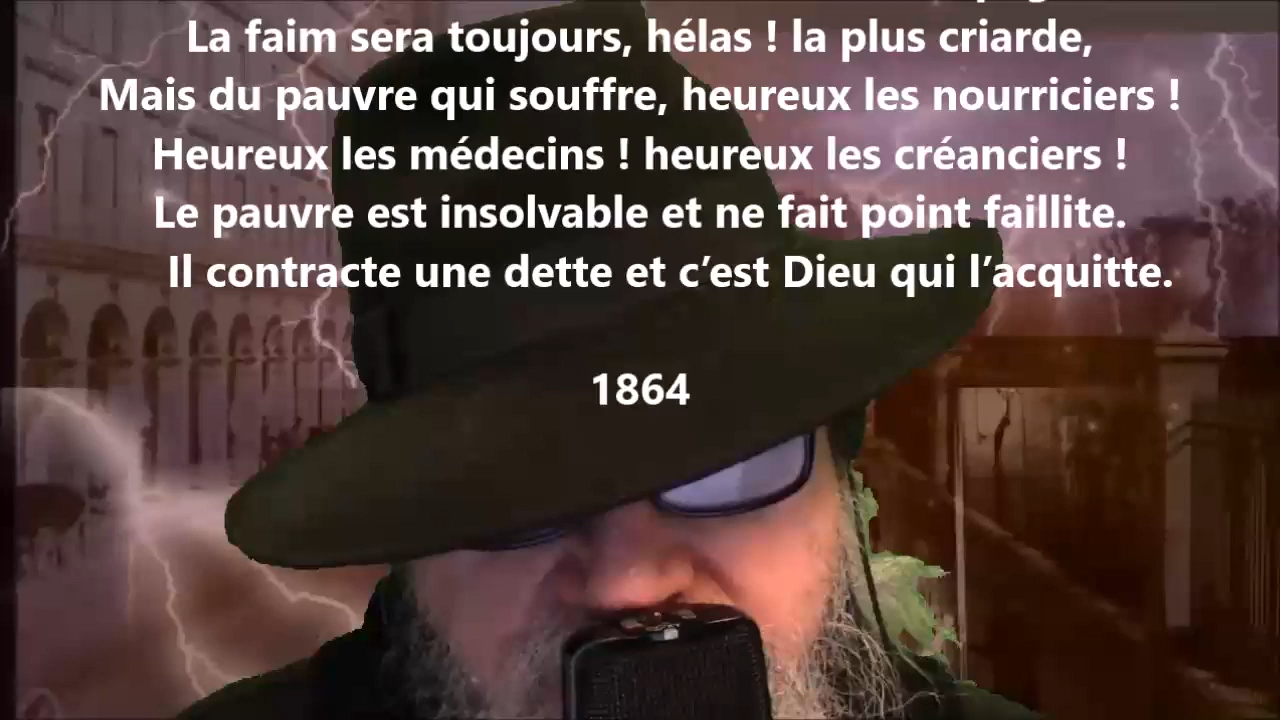 La faim sera toujours, hélas ! la plus criarde,
Mais du pauvre qui souffre, heureux les nourriciers !
Heureux les médecins ! heureux les créanciers !
Le pauvre est insolvable et ne fait point faillite.
Il contracte une dette et c’est Dieu qui l’acquitte.
1864